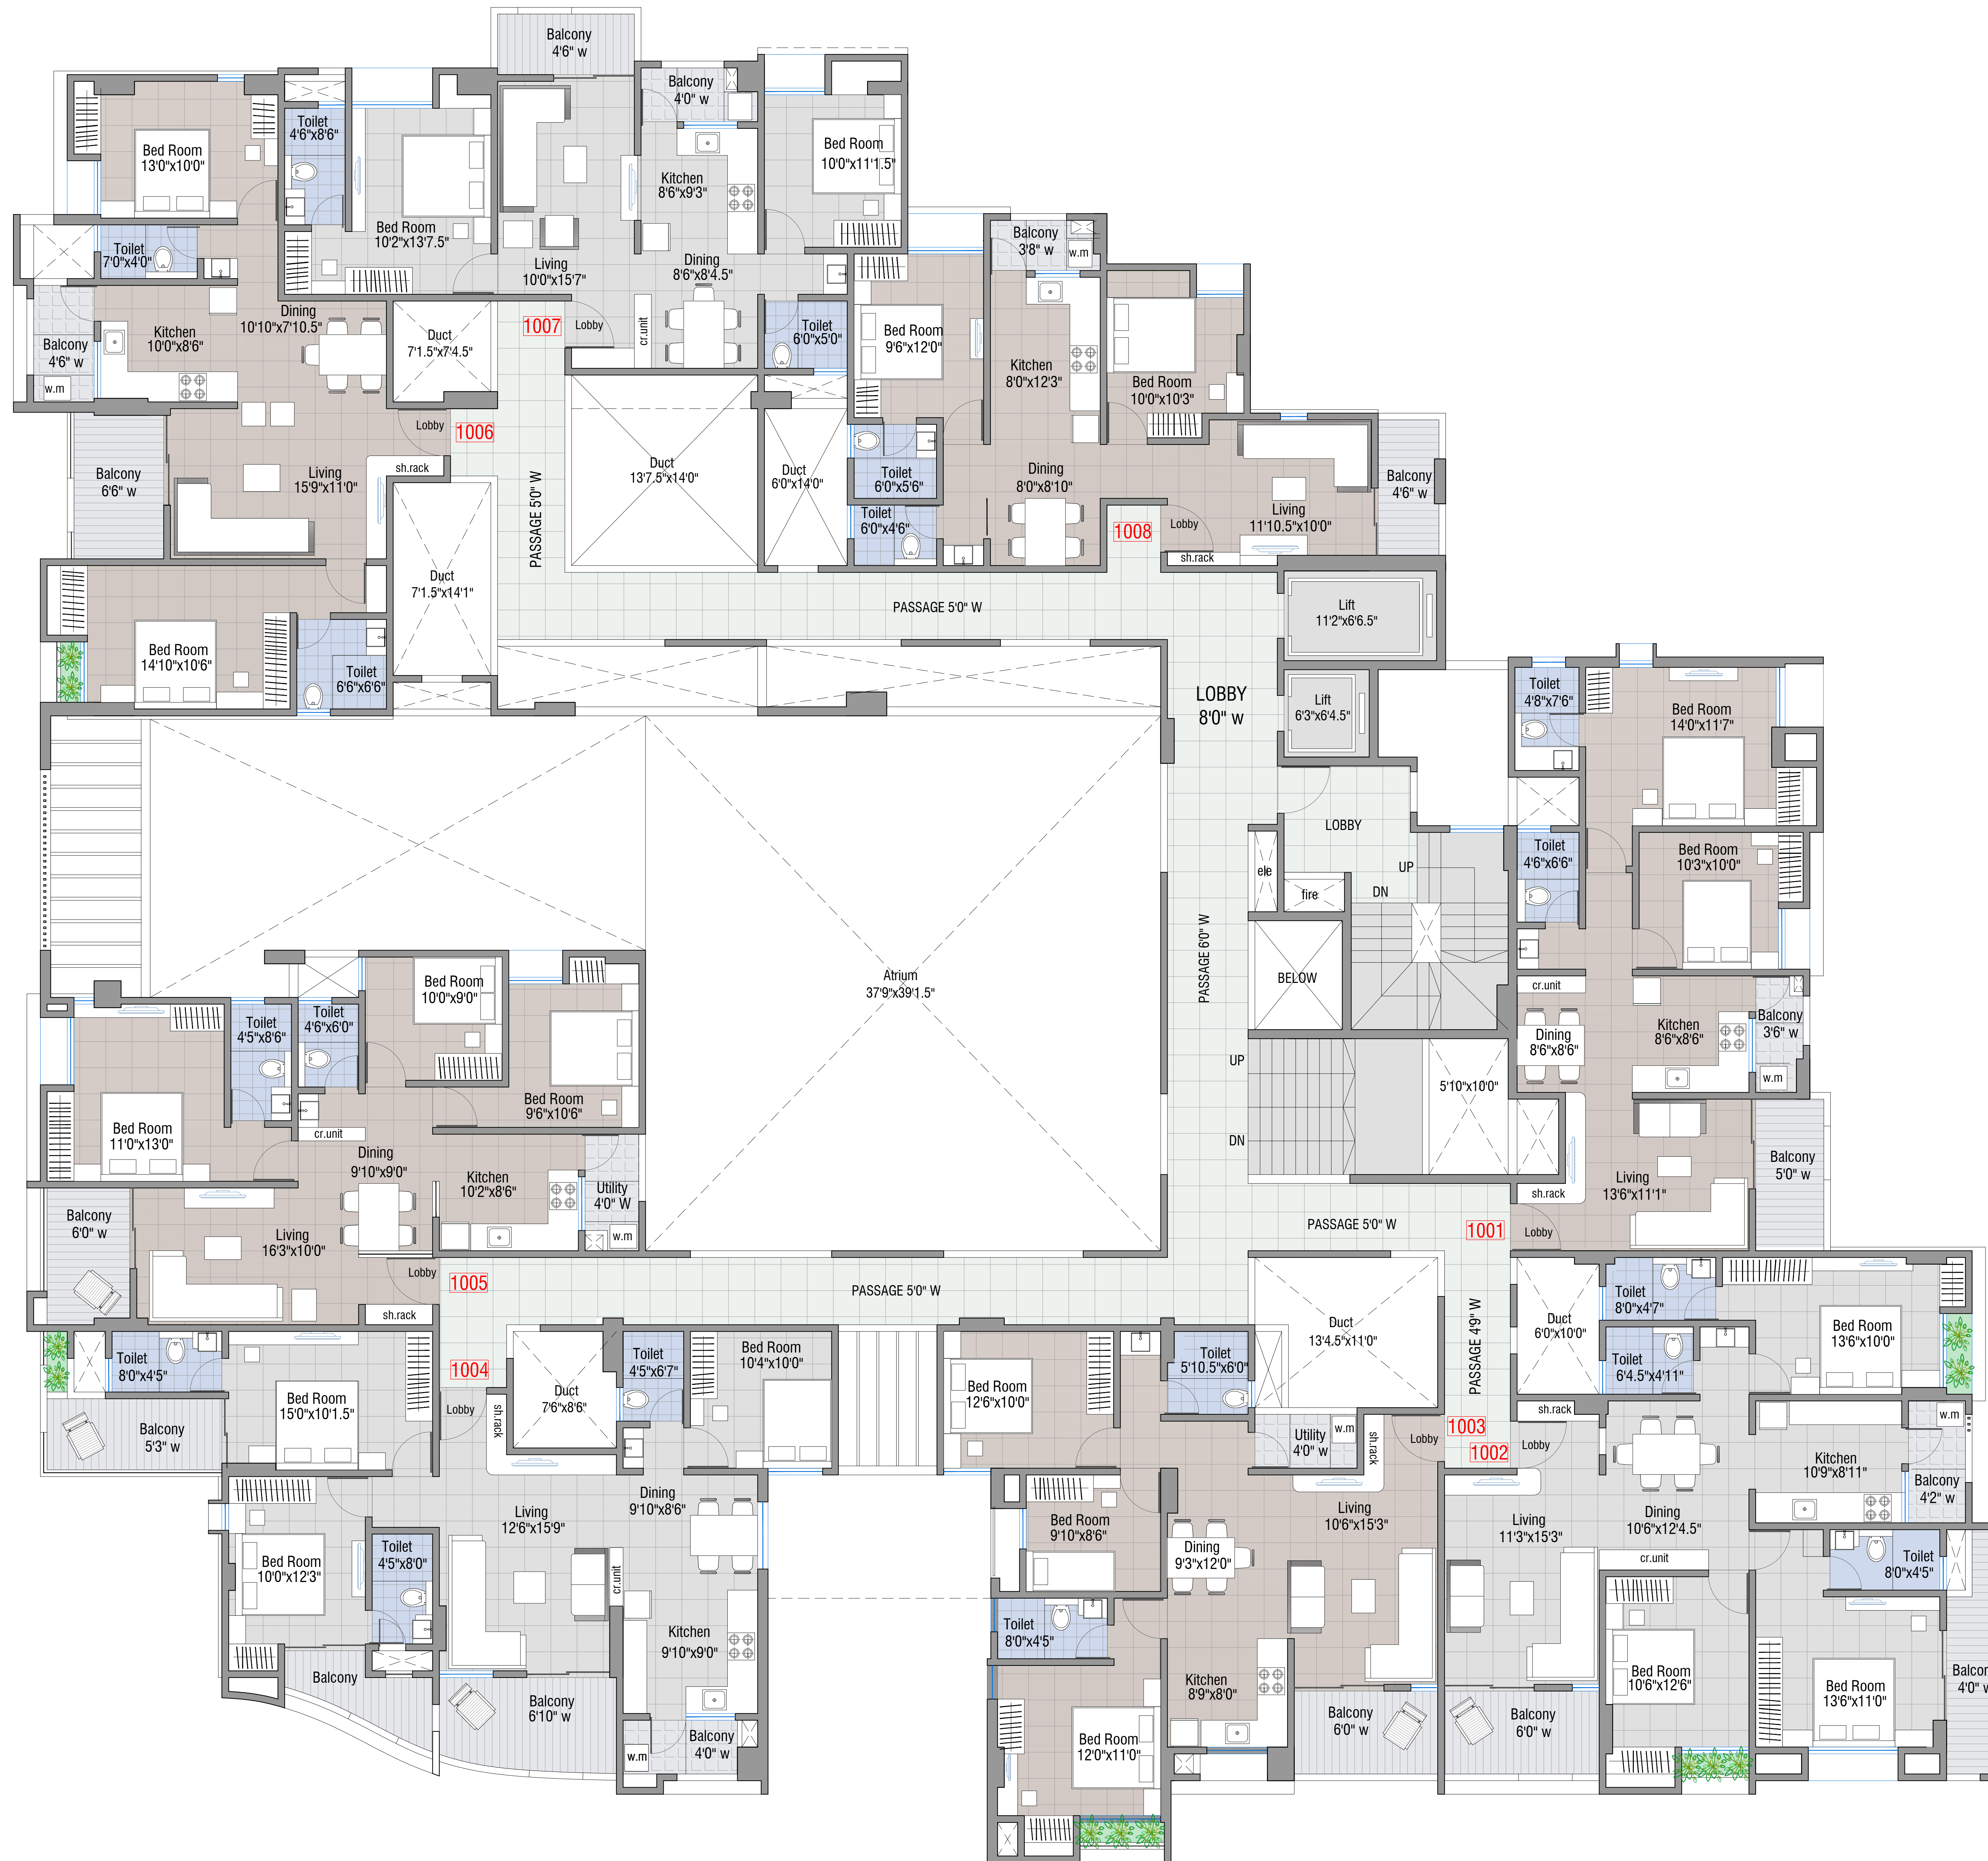 Balcony
4'6" w
Balcony
4'0" w
Bed Room
13'0"x10'0"
Toilet
4'6"x8'6"
Bed Room
10'2"x13'7.5"
Living
10'0"x15'7"
Kitchen
8'6"x9'3"
Dining
8'6"x8'4.5"
Bed Room
10'0"x11'1.5"
Toilet
7'0"x4'0"
Kitchen
10'0"x8'6"
Dining
10'10"x7'10.5"
Balcony
4'6" w
w.m
Duct
7'1.5"x7'4.5"
1007
Lobby
cr.unit
Toilet
6'0"x5'0"
Balcony
3'8" w
w.m
Bed Room
9'6"x12'0"
Kitchen
8'0"x12'3"
Bed Room
10'0"x10'3"
Lobby
1006
sh.rack
Balcony
6'6" w
Living
15'9"x11'0"
PASSAGE 5'0" W
Duct
13'7.5"x14'0"
Duct
6'0"x14'0"
Toilet
6'0"x5'6"
Toilet
6'0"x4'6"
Dining
8'0"x8'10"
1008
Lobby
sh.rack
Living
11'10.5"x10'0"
Balcony
4'6" w
Duct
7'1.5"x14'1"
PASSAGE 5'0" W
Lift
11'2"x6'6.5"
Bed Room
14'10"x10'6"
Toilet
6'6"x6'6"
LOBBY
8'0" w
Lift
6'3"x6'4.5"
Toilet
4'8"x7'6"
Bed Room
14'0"x11'7"
LOBBY
UP
DN
ele
fire
Toilet
4'6"x6'6"
Bed Room
10'3"x10'0"
PASSAGE 6'0" W
BELOW
Atrium
37'9"x39'1.5"
cr.unit
Dining
8'6"x8'6"
Kitchen
8'6"x8'6"
Balcony
3'6" w
w.m
UP
DN
5'10"x10'0"
Bed Room
10'0"x9'0"
Toilet
4'5"x8'6"
Toilet
4'6"x6'0"
Bed Room
9'6"x10'6"
Bed Room
11'0"x13'0"
cr.unit
Dining
9'10"x9'0"
Kitchen
10'2"x8'6"
Utility
4'0" W
w.m
Balcony
6'0" w
Living
16'3"x10'0"
Lobby
1005
sh.rack
sh.rack
Living
13'6"x11'1"
Balcony
5'0" w
PASSAGE 5'0" W
1001
Lobby
PASSAGE 5'0" W
Duct
13'4.5"x11'0"
PASSAGE 4'9" W
Duct
6'0"x10'0"
Toilet
8'0"x4'7"
Toilet
6'4.5"x4'11"
Bed Room
13'6"x10'0"
Toilet
8'0"x4'5"
Balcony
5'3" w
Bed Room
15'0"x10'1.5"
1004
Lobby
sh.rack
Duct
7'6"x8'6"
Toilet
4'5"x6'7"
Bed Room
10'4"x10'0"
Bed Room
12'6"x10'0"
Toilet
5'10.5"x6'0"
Utility
4'0" w
w.m
sh.rack
Lobby
1003
1002
sh.rack
Lobby
w.m
Kitchen
10'9"x8'11"
Balcony
4'2" w
Bed Room
10'0"x12'3"
Toilet
4'5"x8'0"
Living
12'6"x15'9"
Dining
9'10"x8'6"
cr.unit
Kitchen
9'10"x9'0"
Balcony
Balcony
6'10" w
w.m
Balcony
4'0" w
Bed Room
9'10"x8'6"
Dining
9'3"x12'0"
Living
10'6"x15'3"
Living
11'3"x15'3"
Dining
10'6"x12'4.5"
cr.unit
Toilet
8'0"x4'5"
Toilet
8'0"x4'5"
Kitchen
8'9"x8'0"
Bed Room
12'0"x11'0"
Balcony
6'0" w
Balcony
6'0" w
Bed Room
10'6"x12'6"
Bed Room
13'6"x11'0"
4'0"